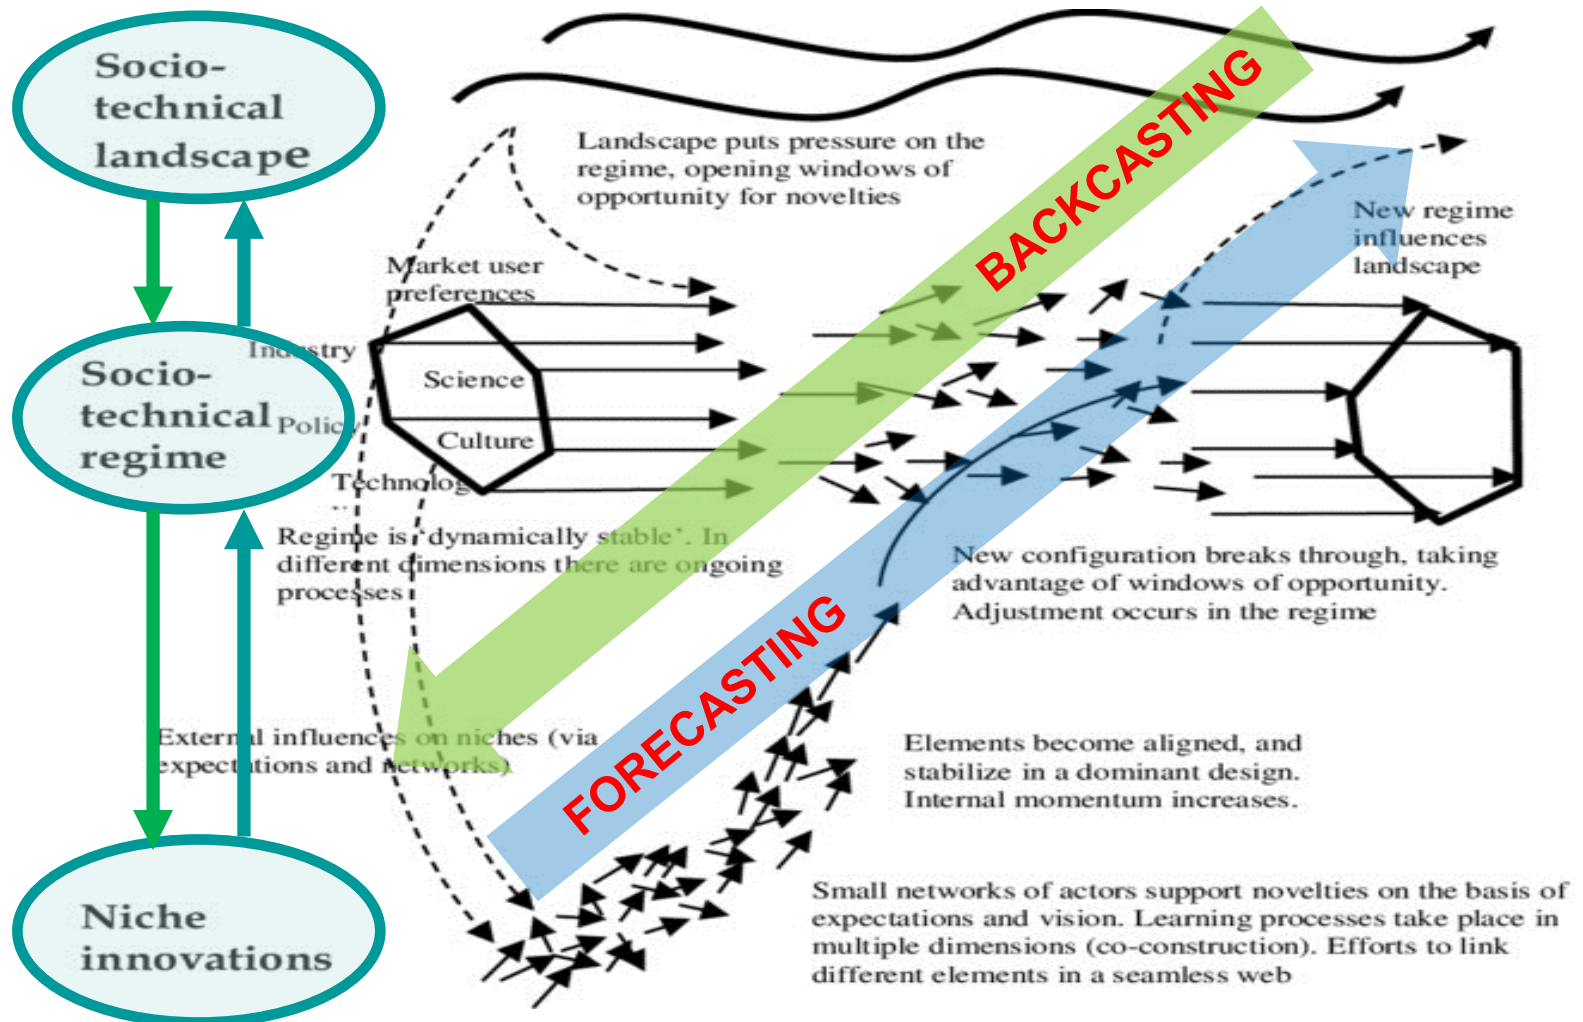 Socio-
technical
landscape
Landscape puts pressure on the
regime, opening windows of
opportunity for novelties
BACKCASTING
New regime
influences
landscape
Market user
preferences
Industry
Science
Socio-
technical
regime
Policy
Culture
Technolog
Regime is ‘dynamically stable’. In
different dimensions there are ongoing
processes
New configuration breaks through, taking
advantage of windows of opportunity.
Adjustment occurs in the regime
FORECASTING
External influences on niches (via
expectations and networks)
Elements become aligned, and
stabilize in a dominant design.
Internal momentum increases.
Niche
innovations
Small networks of actors support novelties on the basis of
expectations and vision. Learning processes take place in
multiple dimensions (co-construction). Efforts to link
different elements in a seamless web